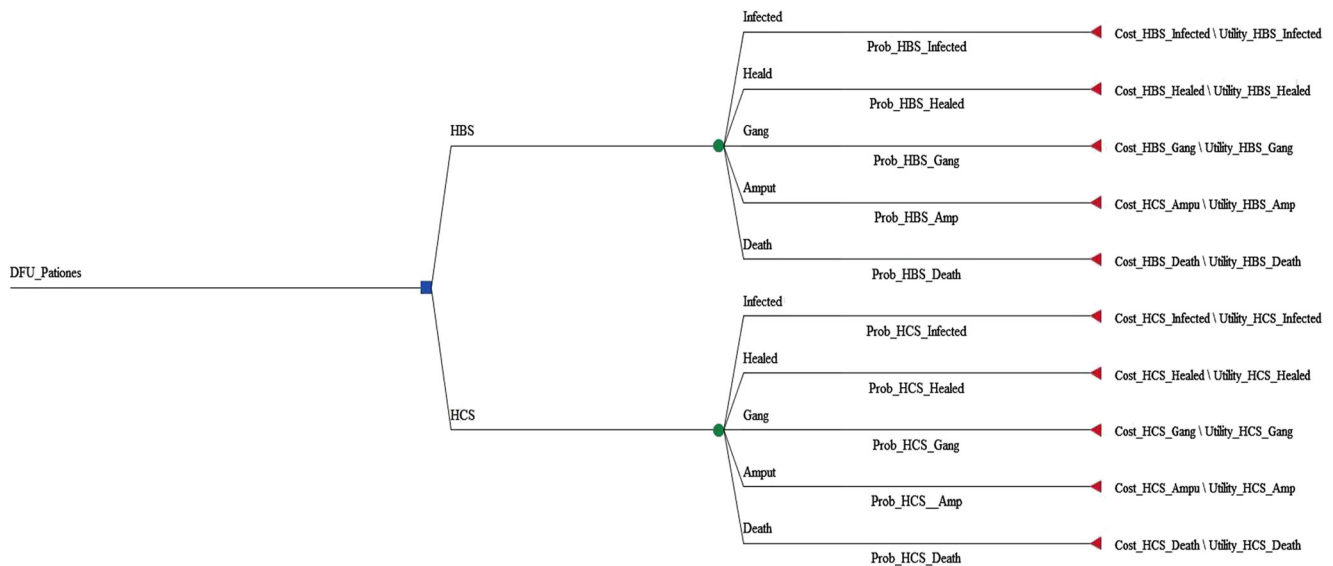 Infected
Prob_HBS_Infected
Cost_HBS_Infected \ Utility_HBS_Infected
Heald
Prob_HBS_Healed
Cost_HBS_Healed \ Utility_HBS_Healed
HBS
Gang
Prob_HBS_Gang
Cost_HBS_Gang \ Utility_HBS_Gang
Amput
Prob_HBS_Amp
Cost_HCS_Ampu \ Utility_HBS_Amp
Death
Prob_HBS_Death
Cost_HBS_Death \ Utility_HBS_Death
DFU_Pationes
Infected
Prob_HCS_Infected
Cost_HCS_Infected \ Utility_HCS_Infected
Healed
Prob_HCS_Healed
Cost_HCS_Healed \ Utility_HCS_Healed
HCS
Gang
Prob_HCS_Gang
Cost_HCS_Gang \ Utility_HCS_Gang
Amput
Prob_HCS__Amp
Cost_HCS_Ampu \ Utility_HCS_Amp
Death
Prob_HCS_Death
Cost_HCS_Death \ Utility_HCS_Death